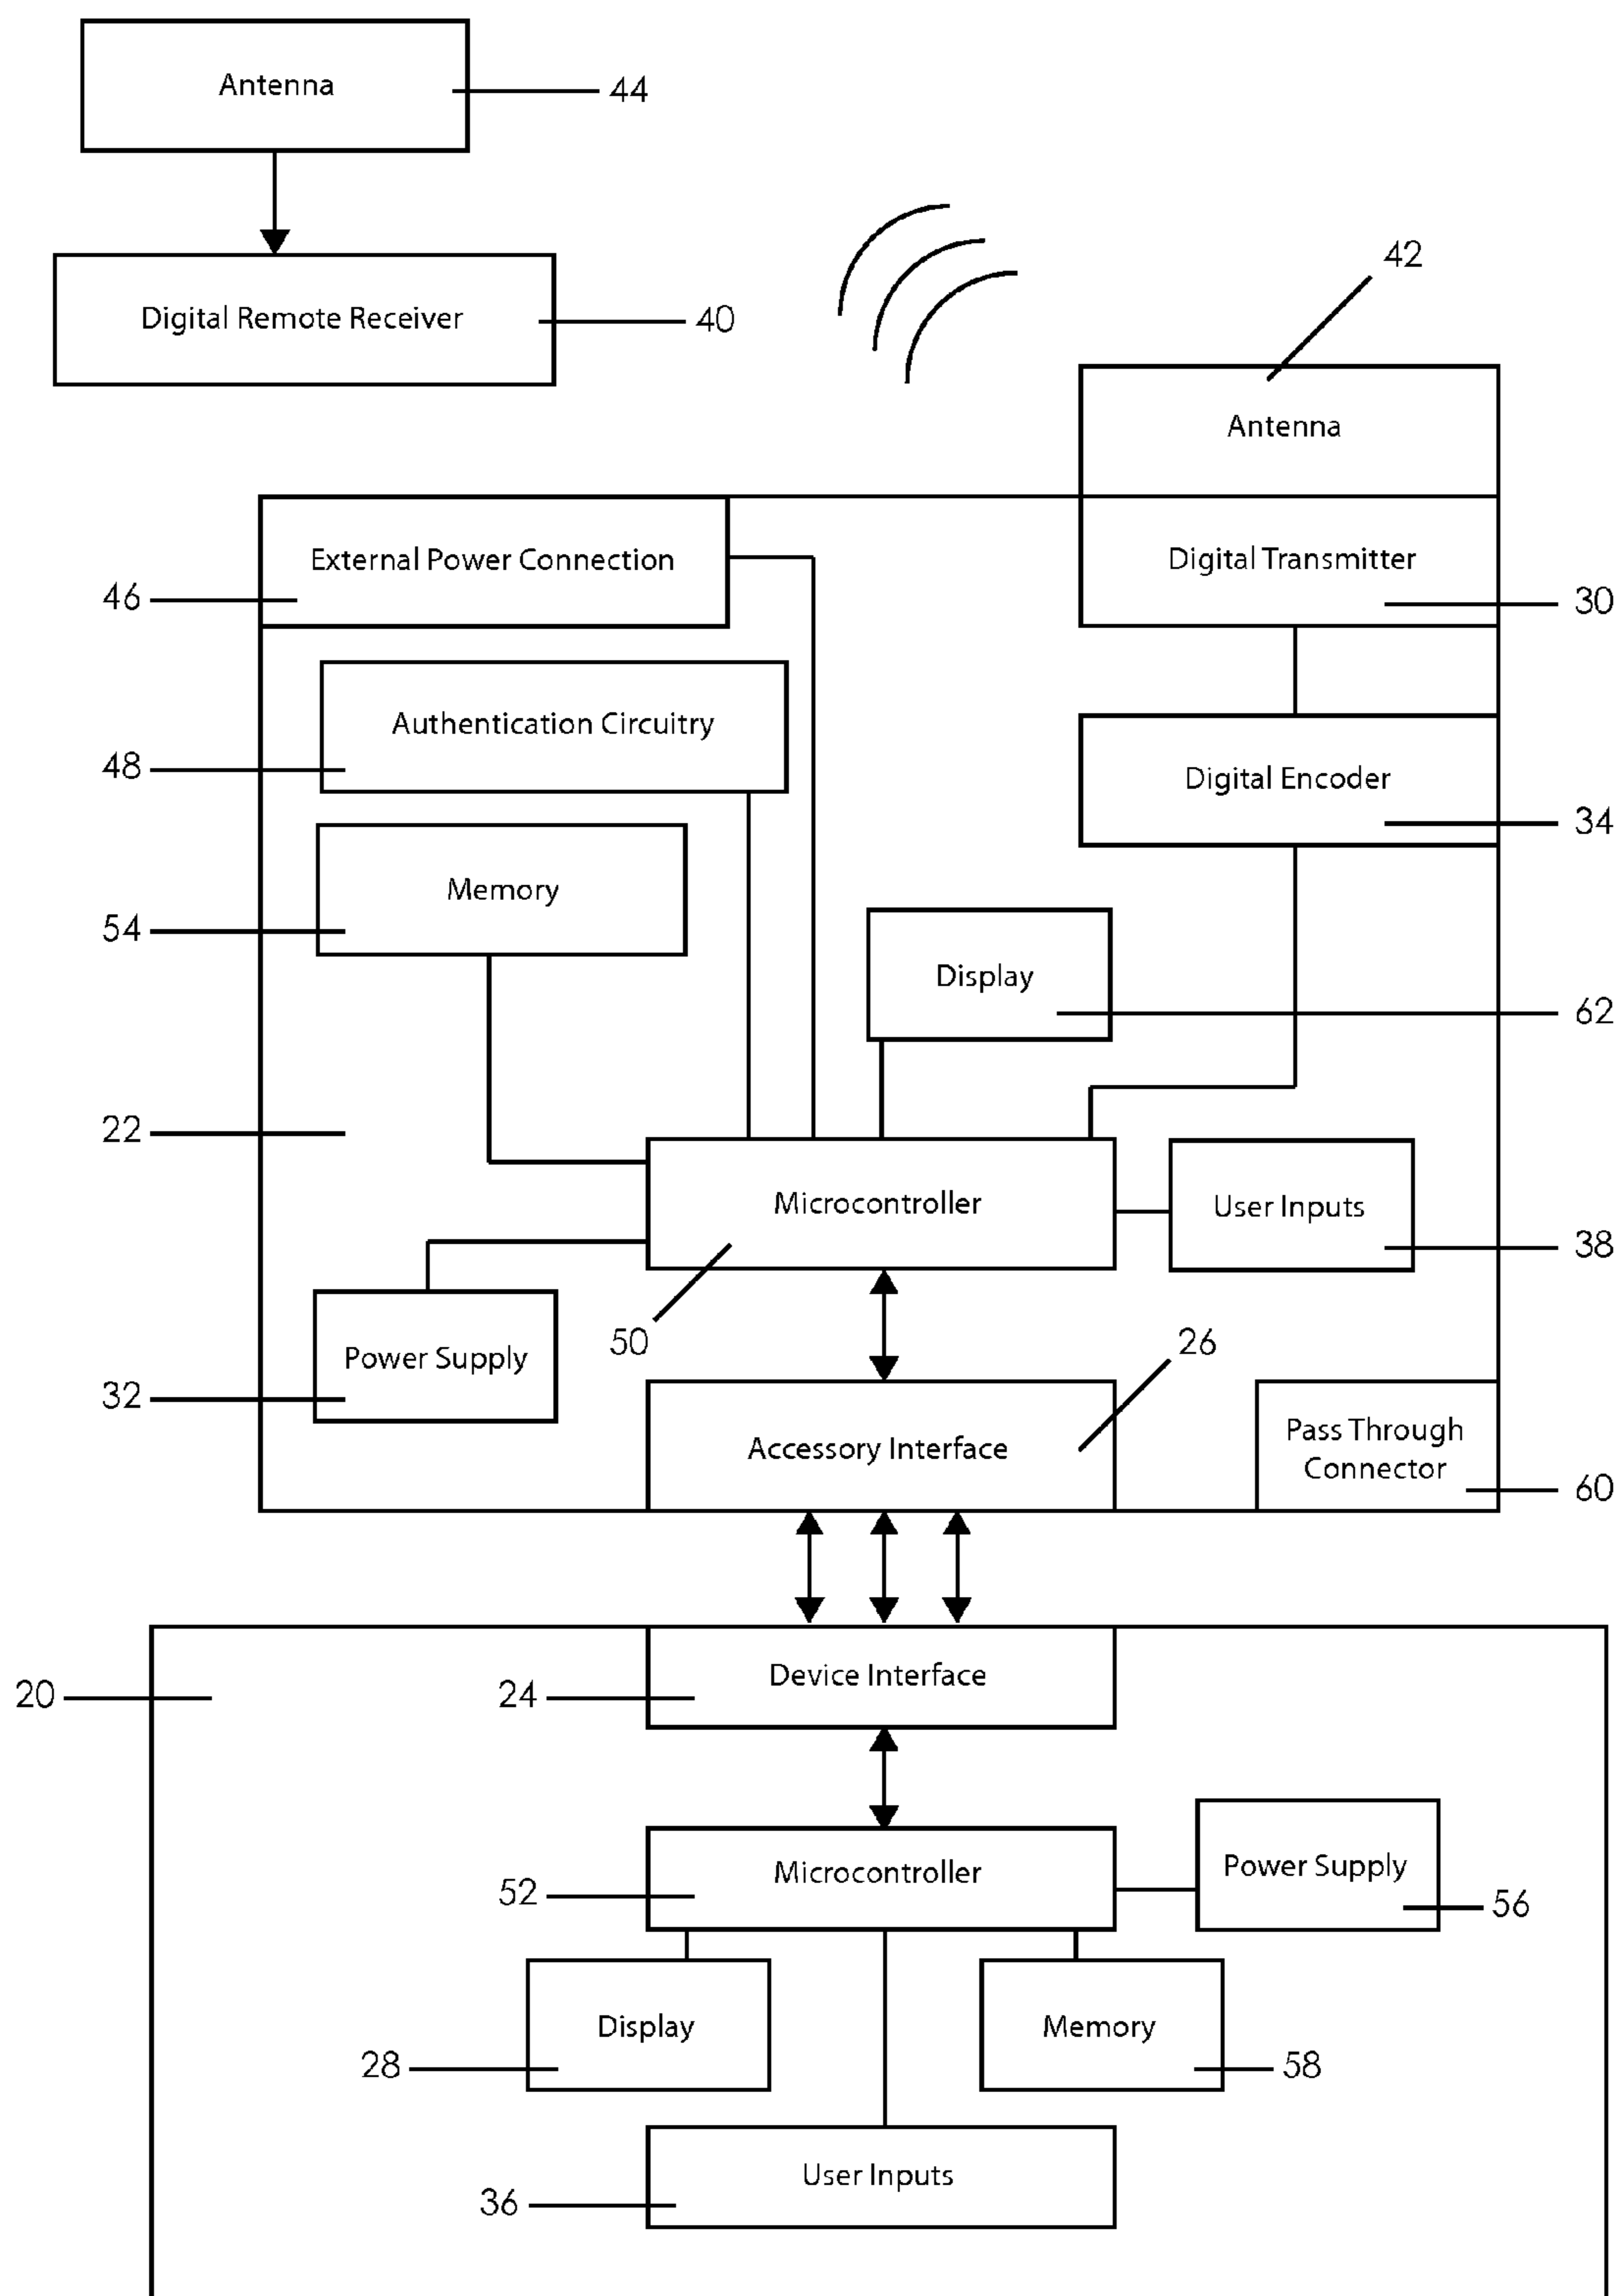 Antenna
44
Digital Remote Receiver
40
42
Antenna
External Power Connection
46
Digital Transmitter
30
Authentication Circuitry
48
Digital Encoder
34
Memory
54
Display
62
22
Microcontroller
50
User Inputs
38
Power Supply
32
26
Accessory Interface
Pass Through
Connector
60
20
Device Interface
24
Microcontroller
52
Power Supply
56
Display
28
Memory
58
User Inputs
36